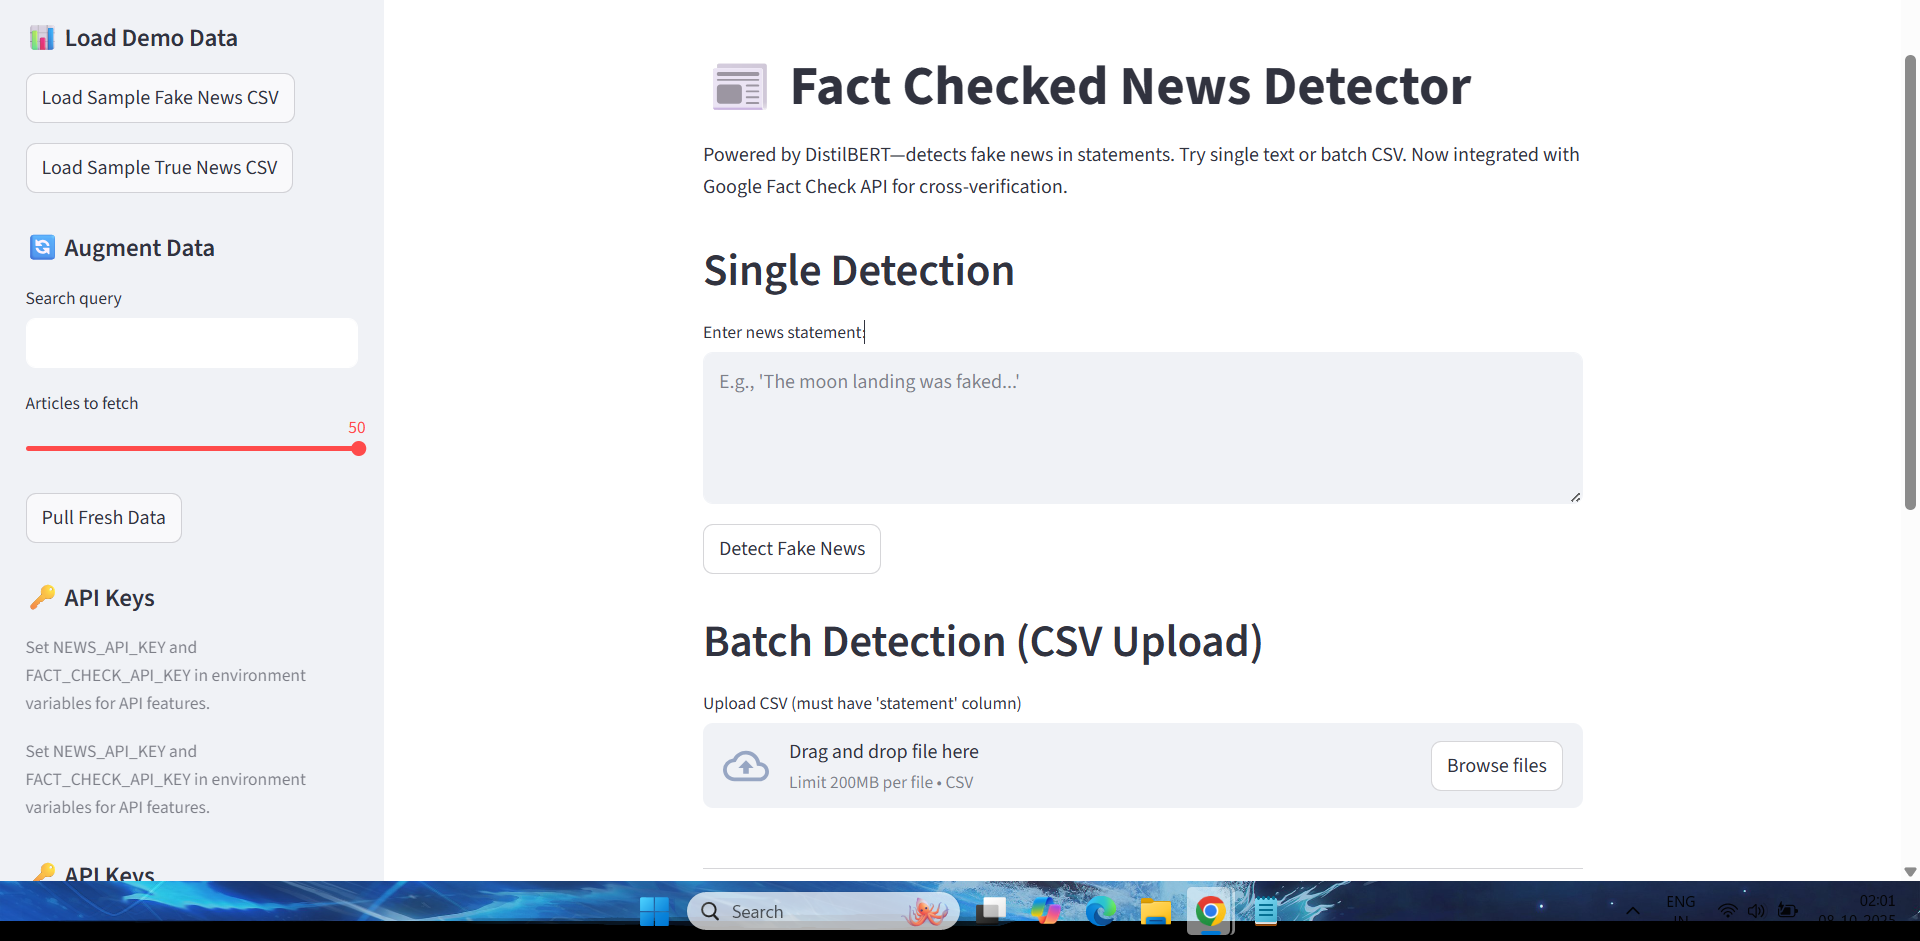 Load Demo Data
Load Sample Fake News CSV
Load Sample True News CSV
Augment Data
Search query
Articles to fetch
50
Pull Fresh Data
API Keys
Set NEWS_API_KEY and
FACT_CHECK_API_KEY in environment
variables for API features.
Set NEWS_API_KEY and
FACT_CHECK_API_KEY in environment
variables for API features.
API Keys
Fact Checked News Detector
Powered by DistilBERT—detects fake news in statements. Try single text or batch CSV. Now integrated with
Google Fact Check API for cross-verification.
Single Detection
Enter news statement:
E.g., 'The moon landing was faked...'
Detect Fake News
Batch Detection (CSV Upload)
Upload CSV (must have 'statement' column)
Drag and drop file here
Limit 200MB per file • CSV
Browse files
Search
ENG
IN
02:01
08-10-2025